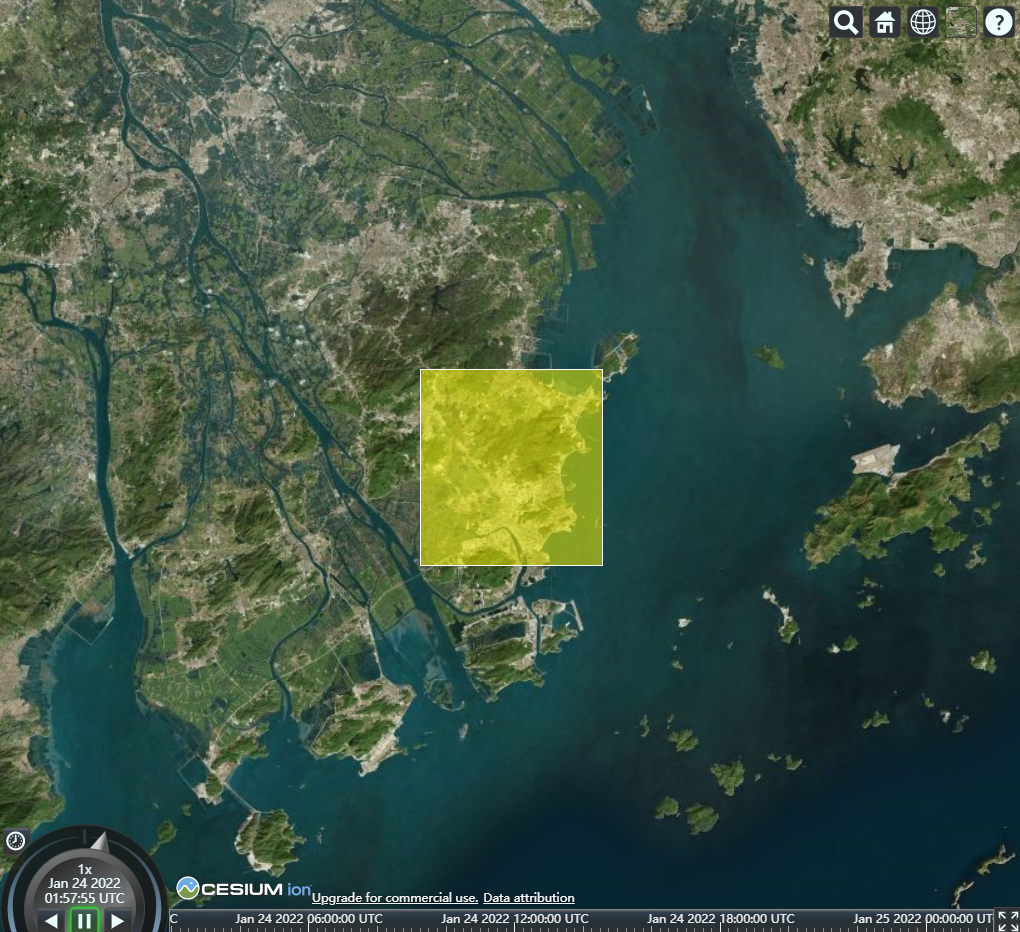 ?
1x
Jan 24 2022
01:57:55 UTC
CESIUM ion
Upgrade for commercial use. Data attribution
C
Jan 24 2022 06:00:00 UTC
Jan 24 2022 12:00:00 UTC
Jan 24 2022 18:00:00 UTC
Jan 25 2022 00:00:00 UT